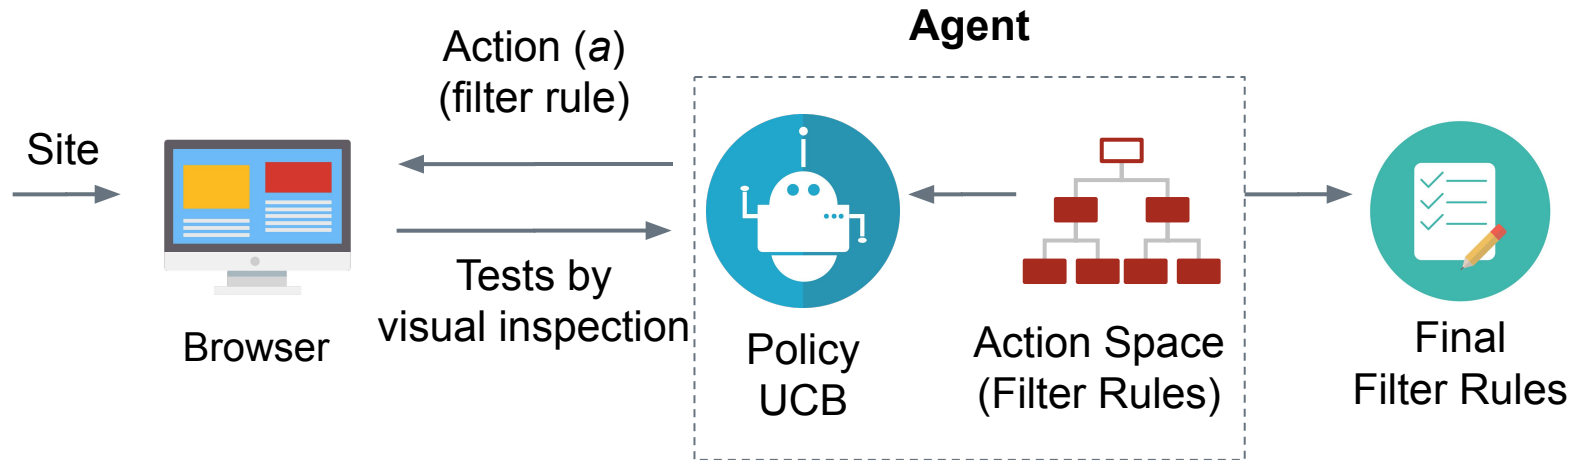 Site
Browser
Action (a)
(filter rule)
Tests by
visual inspection
Agent
Policy
UCB
Action Space
(Filter Rules)
Final
Filter Rules